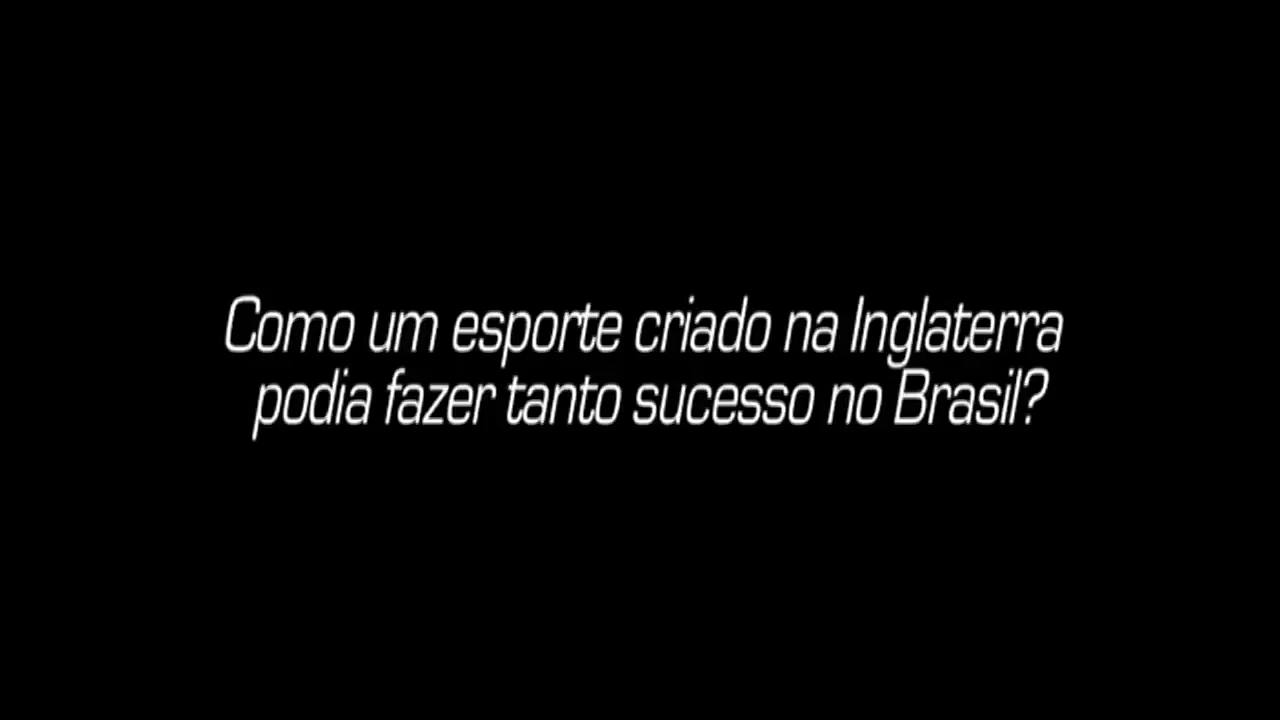 Como um esporte criado na Inglaterra
podia fazer tanto sucesso no Brasil?